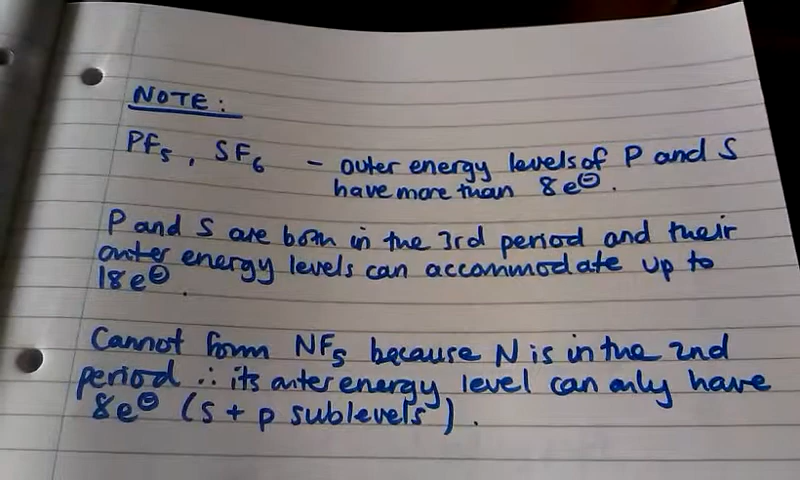 NOTE:
PF₅, SF₆ - outer energy levels of P and S
have more than 8e⊖.
P and S are both in the 3rd period and their
outer energy levels can accommodate up to
18e⊖.
Cannot form NF₅ because N is in the 2nd
period ∴ its outer energy level can only have
8e⊖ (s + p sublevels).